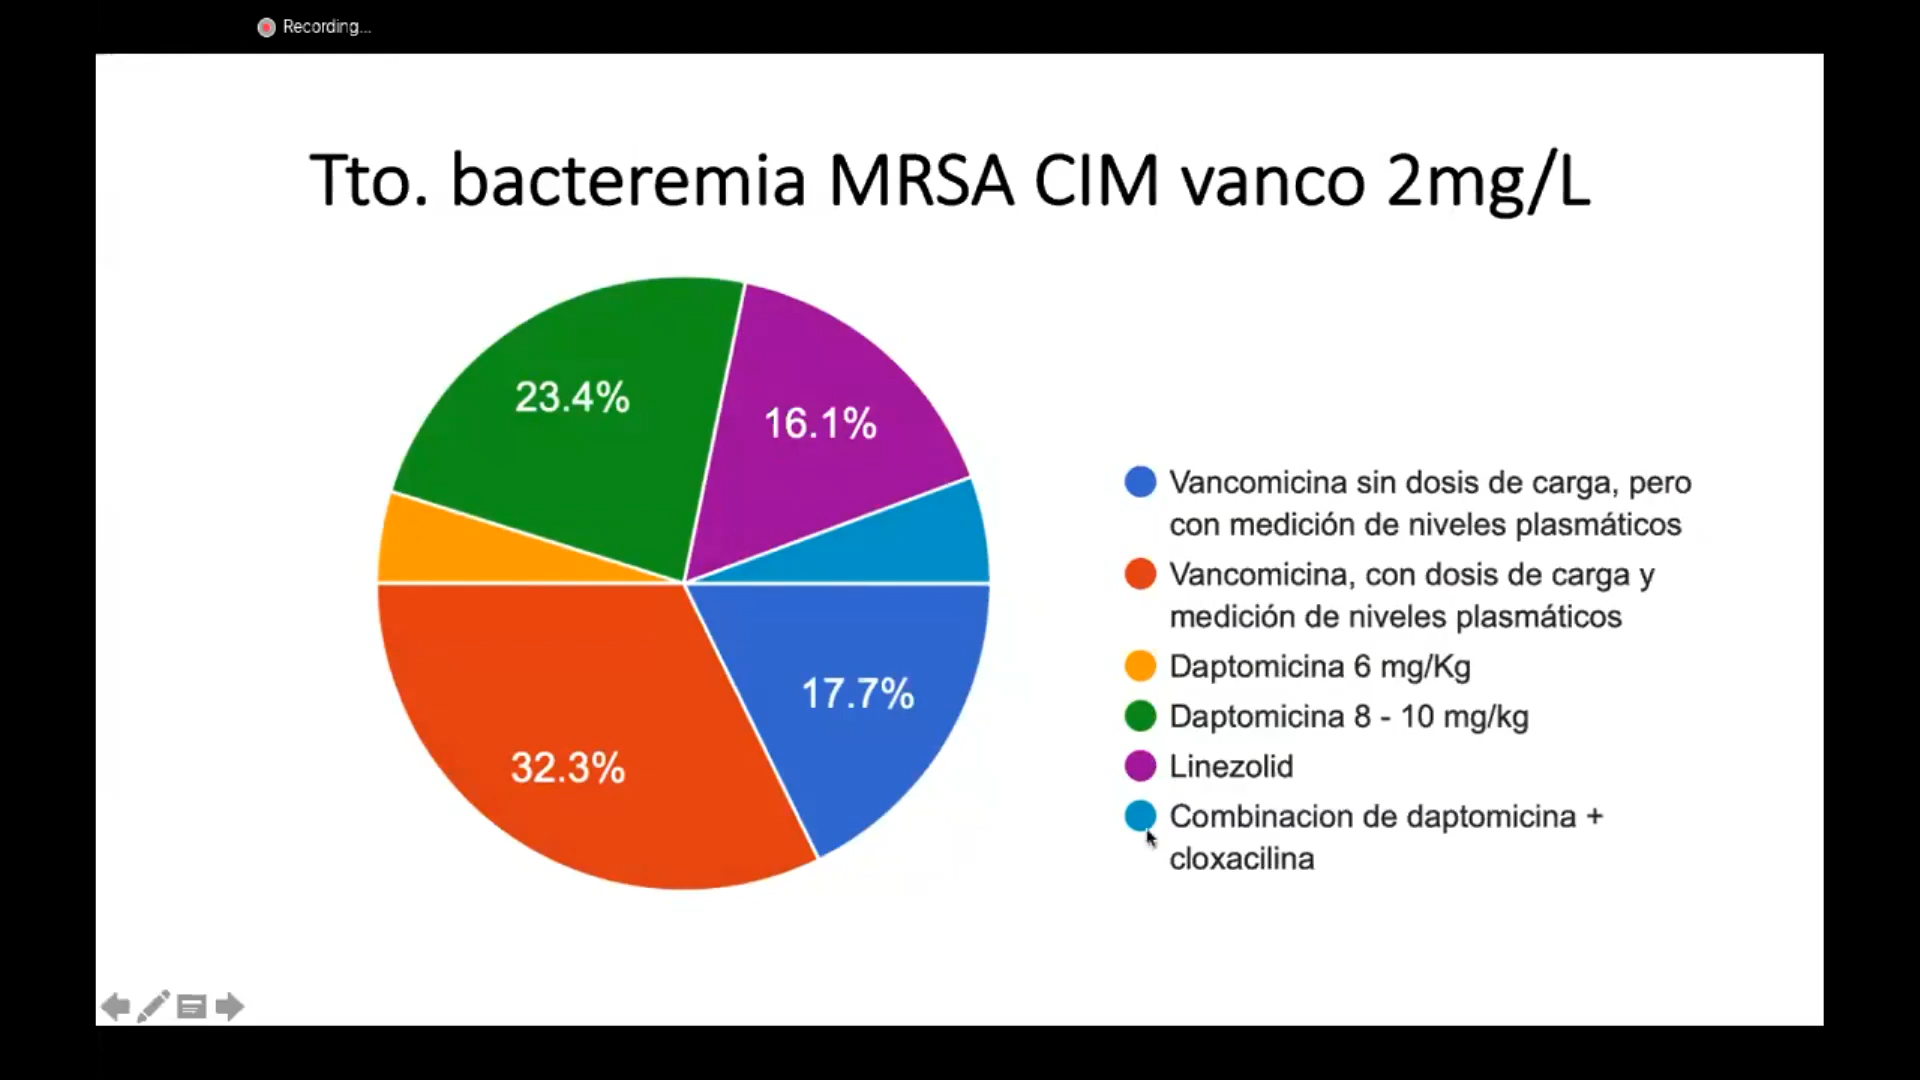 Recording...
Tto. bacteremia MRSA CIM vanco 2mg/L
23.4%
16.1%
17.7%
32.3%
Vancomicina sin dosis de carga, pero
con medición de niveles plasmáticos
Vancomicina, con dosis de carga y
medición de niveles plasmáticos
Daptomicina 6 mg/Kg
Daptomicina 8 - 10 mg/kg
Linezolid
Combinacion de daptomicina +
cloxacilina